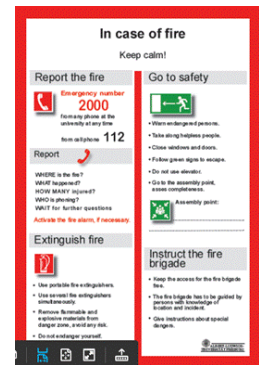 In case of fire
Keep calm!
Report the fire
Emergency number
2000
from any phone at the
university at any time
from cell phone 112
Report
WHERE is the fire?
WHAT happened?
HOW MANY injured?
WHO is phoning?
WAIT for further questions
Activate the fire alarm, if necessary.
Extinguish fire
• Use portable fire extinguishers.
• Use several fire extinguishers
simultaneously.
• Remove flammable and
explosive materials from
danger zone, avoid any risk.
• Do not endanger yourself.
Go to safety
• Warn endangered persons.
• Take along helpless people.
• Close windows and doors.
• Follow green signs to escape.
• Do not use elevator.
• Go to the assembly point,
asses completeness.
Assembly point:
Instruct the fire
brigade
• Keep the access for the fire brigade
free.
• The fire brigade has to be guided by
persons with knowledge of
location and incident.
• Give instructions about special
dangers.